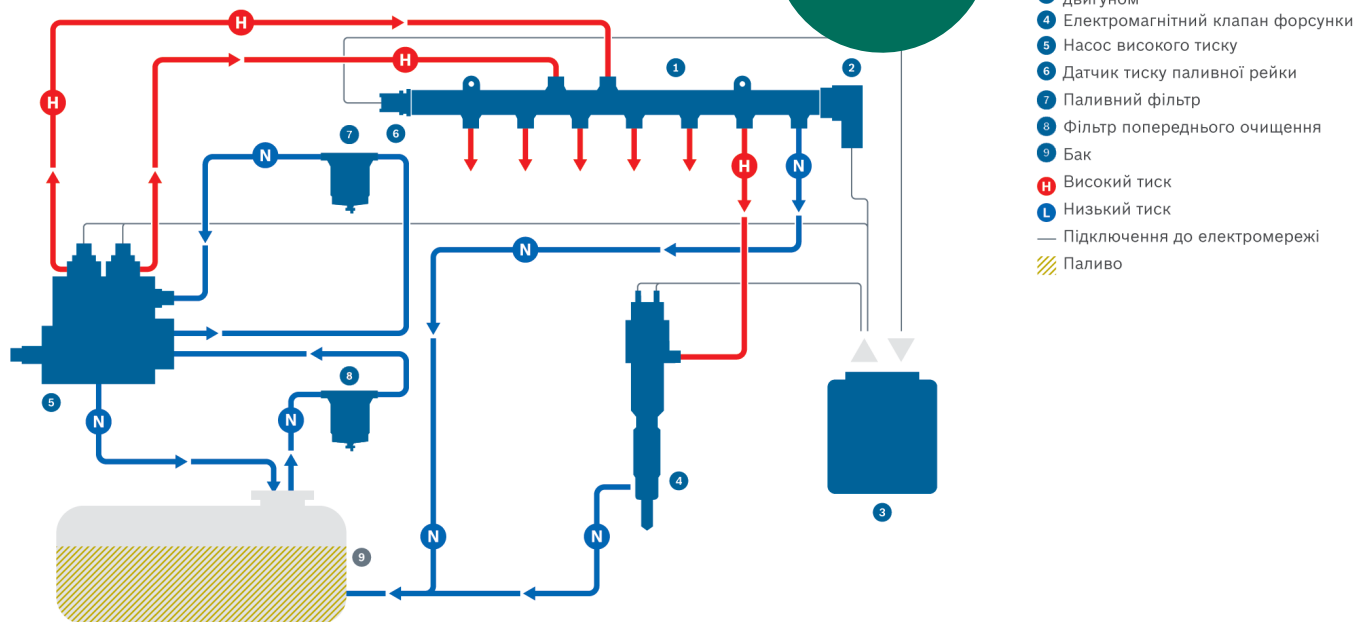 H
H
H
1
2
7
6
N
H
N
N
5
8
N
N
4
3
N
N
9
двигуном
4 Електромагнітний клапан форсунки
5 Насос високого тиску
6 Датчик тиску паливної рейки
7 Паливний фільтр
8 Фільтр попереднього очищення
9 Бак
H Високий тиск
L Низький тиск
Підключення до електромережі
Паливо